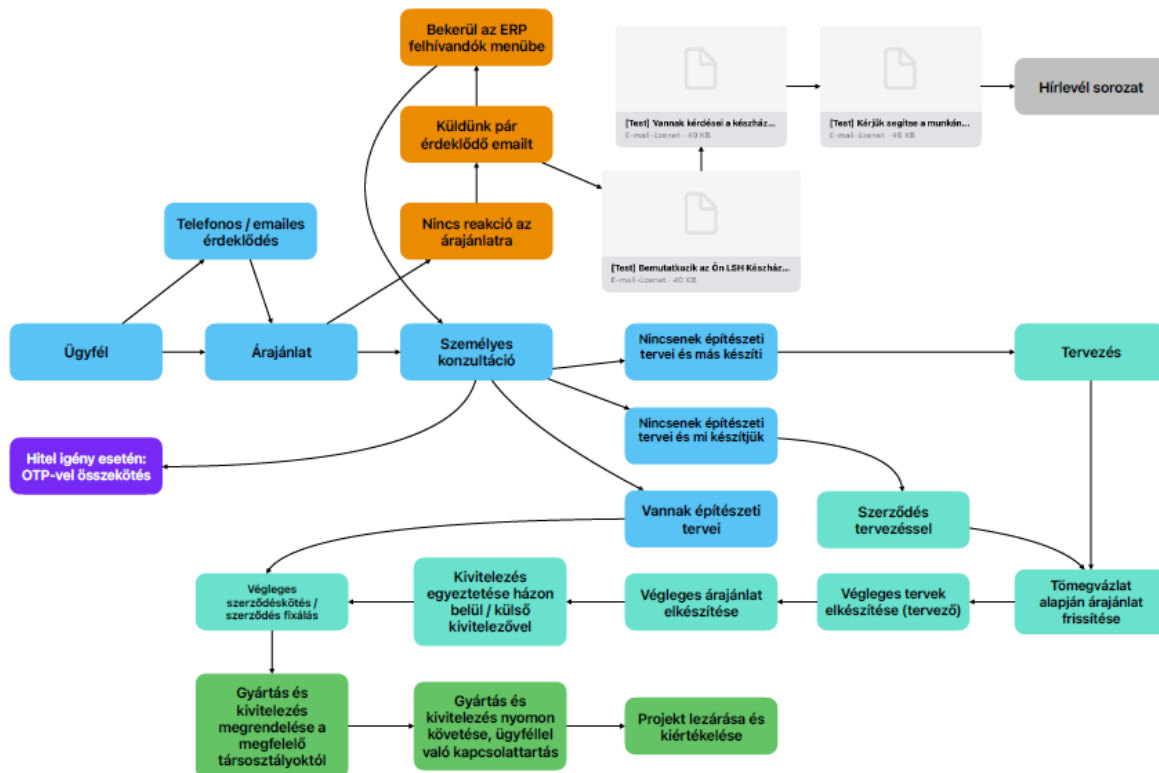 Bekerül az ERP
felhívandók menübe
Hírlevél sorozat
[Test] Vannak kérdései a készház...
E-mail-üzenet · 40 KB
[Test] Kérjük segítse a munkán...
E-mail-üzenet · 46 KB
Küldünk pár
érdeklődő emailt
Telefonos / emailes
érdeklődés
Nincs reakció az
árajánlatra
[Test] Bemutatkozik az Ön LSH Készház...
E-mail-üzenet · 40 KB
Ügyfél
Árajánlat
Személyes
konzultáció
Nincsenek építészeti
tervei és más készíti
Tervezés
Nincsenek építészeti
tervei és mi készítjük
Hitel igény esetén:
OTP-vel összekötés
Vannak építészeti
tervei
Szerződés
tervezéssel
Végleges
szerződéskötés /
szerződés fixálás
Kivitelezés
egyeztetése házon
belül / külső
kivitelezővel
Végleges árajánlat
elkészítése
Végleges tervek
elkészítése (tervező)
Tömegvázlat
alapján árajánlat
frissítése
Gyártás és
kivitelezés
megrendelése a
megfelelő
társosztályoktól
Gyártás és
kivitelezés nyomon
követése, ügyféllel
való kapcsolattartás
Projekt lezárása és
kiértékelése